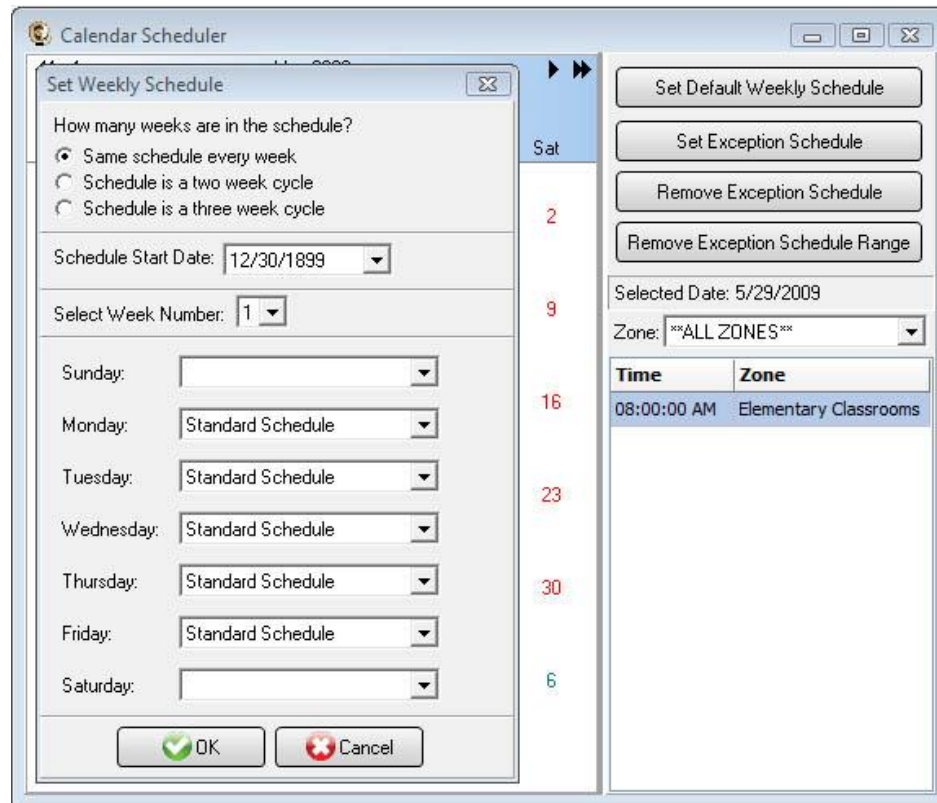 Calendar Scheduler
Set Weekly Schedule
How many weeks are in the schedule?
Same schedule every week
Schedule is a two week cycle
Schedule is a three week cycle
Schedule Start Date: 12/30/1899
Select Week Number: 1
Sunday:
Monday: Standard Schedule
Tuesday: Standard Schedule
Wednesday: Standard Schedule
Thursday: Standard Schedule
Friday: Standard Schedule
Saturday:
OK Cancel
Sat
2
9
16
23
30
6
Set Default Weekly Schedule
Set Exception Schedule
Remove Exception Schedule
Remove Exception Schedule Range
Selected Date: 5/29/2009
Zone: **ALL ZONES**
Time Zone
08:00:00 AM Elementary Classrooms